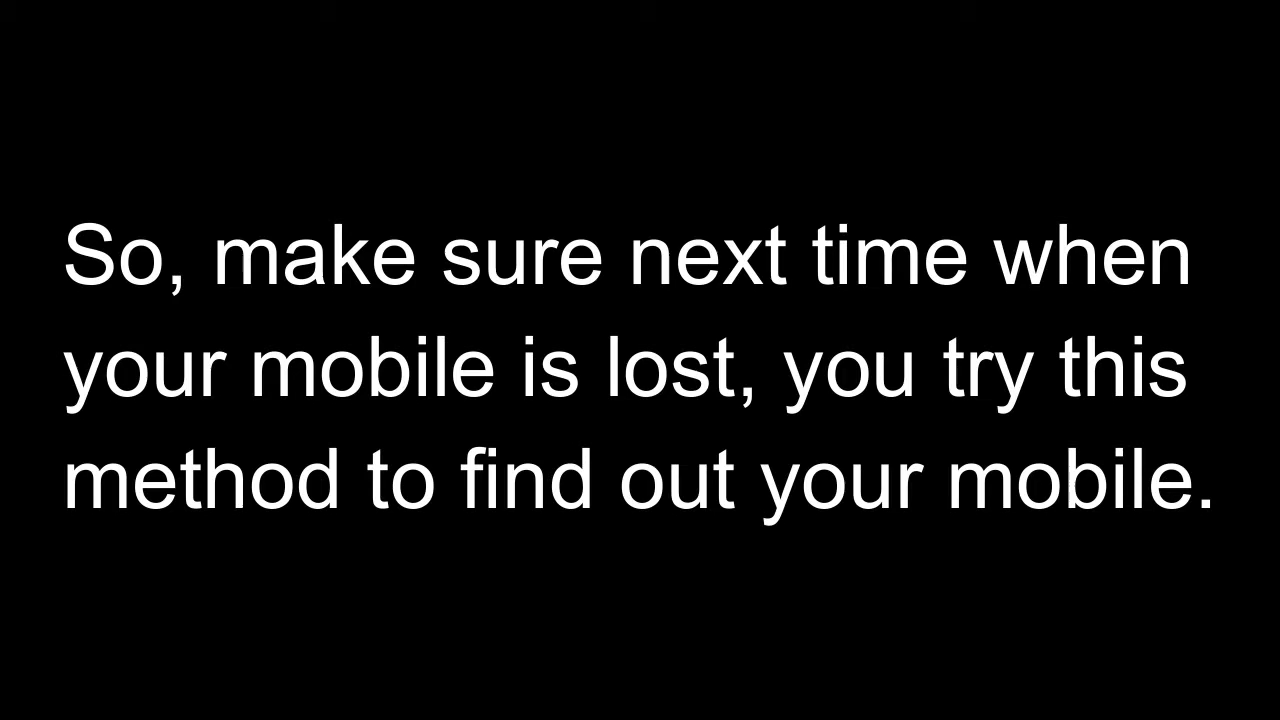 So, make sure next time when
your mobile is lost, you try this
method to find out your mobile.